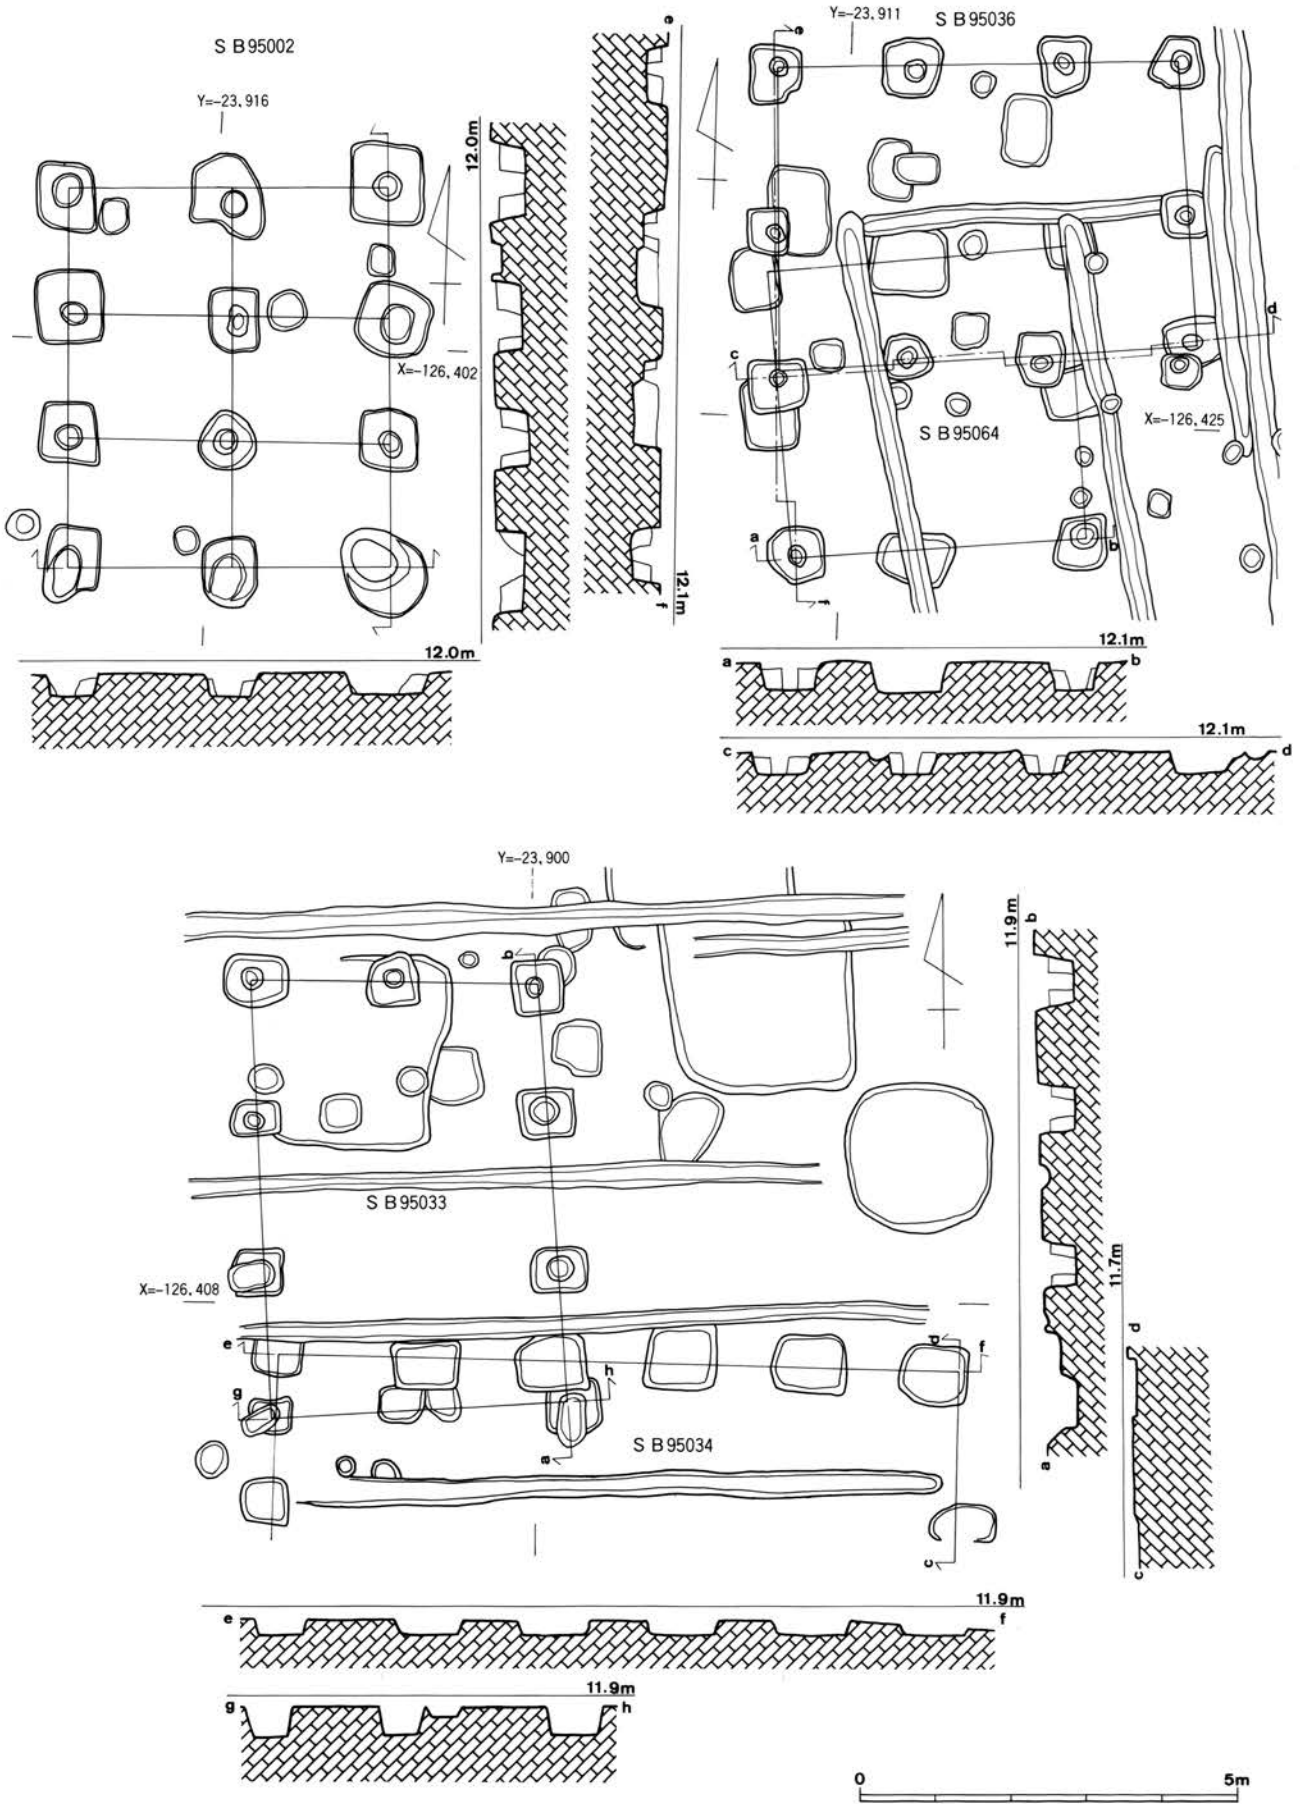 S B95002
Y=−23,916
12.0m
X=−126,402
12.0m
e
f
12.1m
Y=−23,911
S B95036
e
d
c
X=−126,425
S B95064
a
b
f
12.1m
a
b
12.1m
c
d
Y=−23,900
b
11.9m
b
S B95033
X=−126,408
11.7m
e
d
f
d
g
h
S B95034
a
a
c
c
11.9m
e
f
11.9m
g
h
0
5m